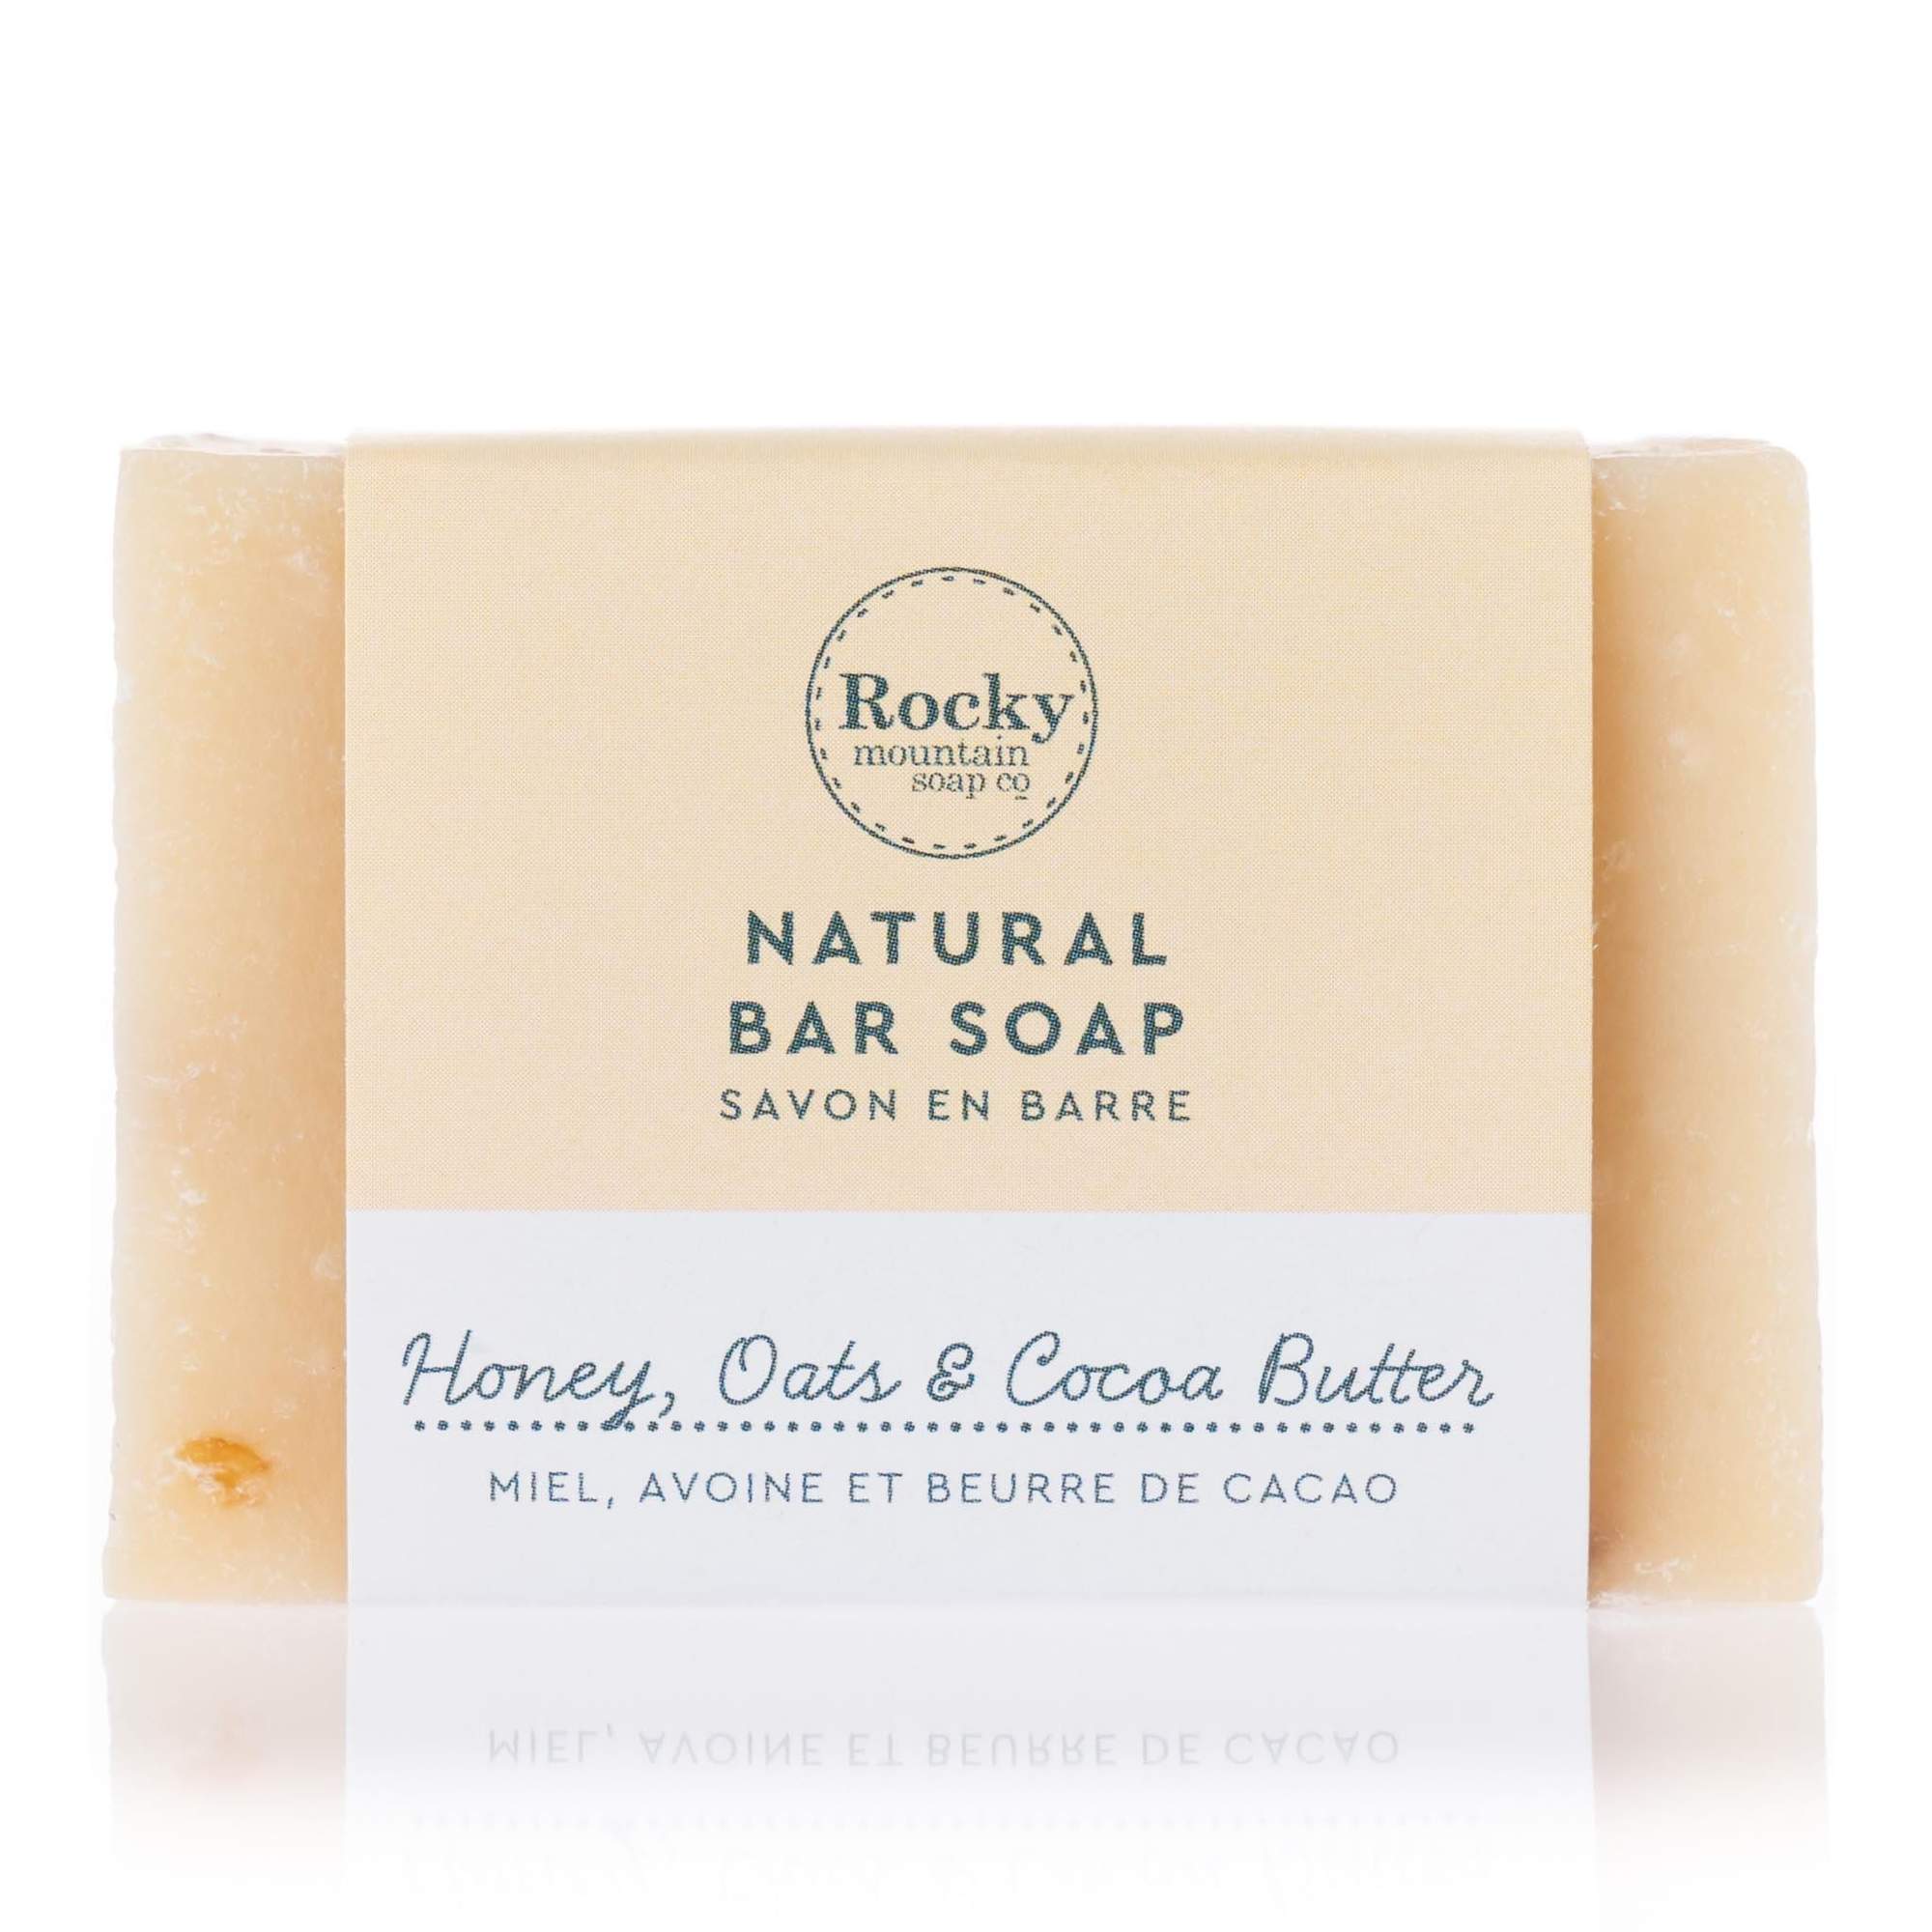 Rocky
mountain
soap co
NATURAL
BAR SOAP
SAVON EN BARRE
Honey, Oats & Cocoa Butter
MIEL, AVOINE ET BEURRE DE CACAO